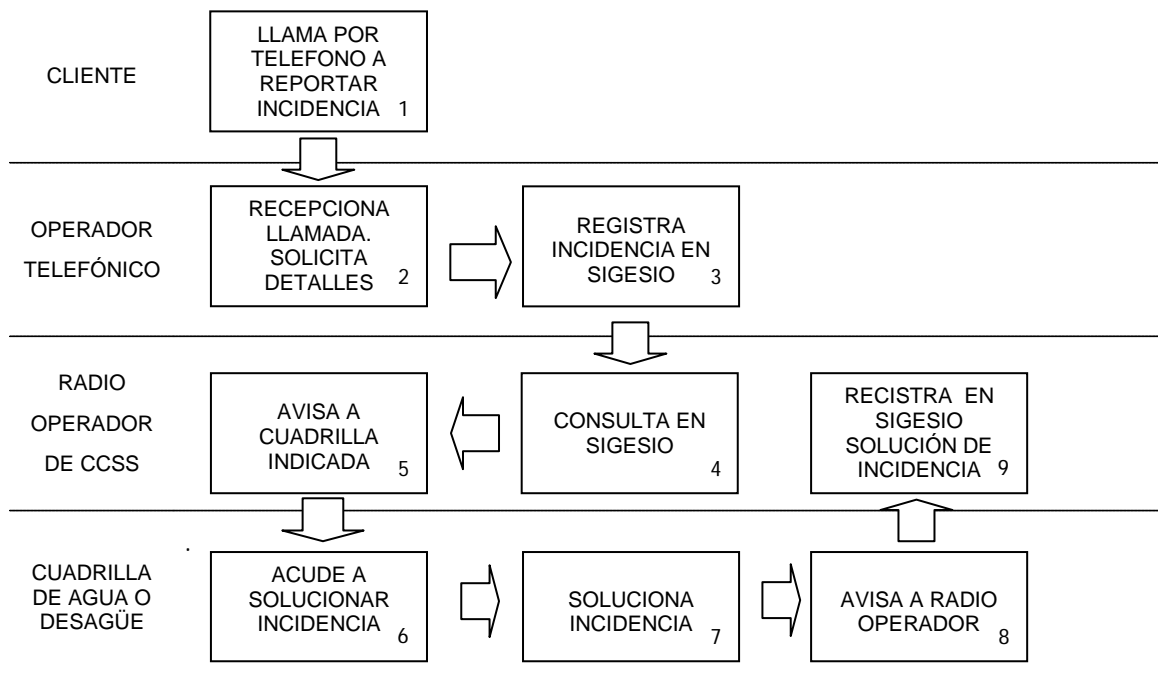 CLIENTE
LLAMA POR
TELEFONO A
REPORTAR
INCIDENCIA 1
OPERADOR
TELEFÓNICO
RECEPCIONA
LLAMADA.
SOLICITA
DETALLES 2
REGISTRA
INCIDENCIA EN
SIGESIO 3
RADIO
OPERADOR
DE CCSS
AVISA A
CUADRILLA
INDICADA 5
CONSULTA EN
SIGESIO 4
REGISTRA EN
SIGESIO
SOLUCIÓN DE
INCIDENCIA 9
CUADRILLA
DE AGUA O
DESAGÜE
ACUDE A
SOLUCIONAR
INCIDENCIA 6
SOLUCIONA
INCIDENCIA 7
AVISA A RADIO
OPERADOR 8